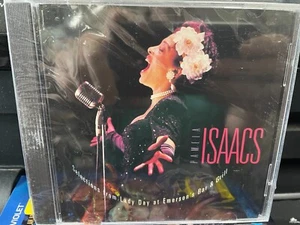 PAMELA
ISAACS
Selections from Lady Day at Emerson's Bar & Grill